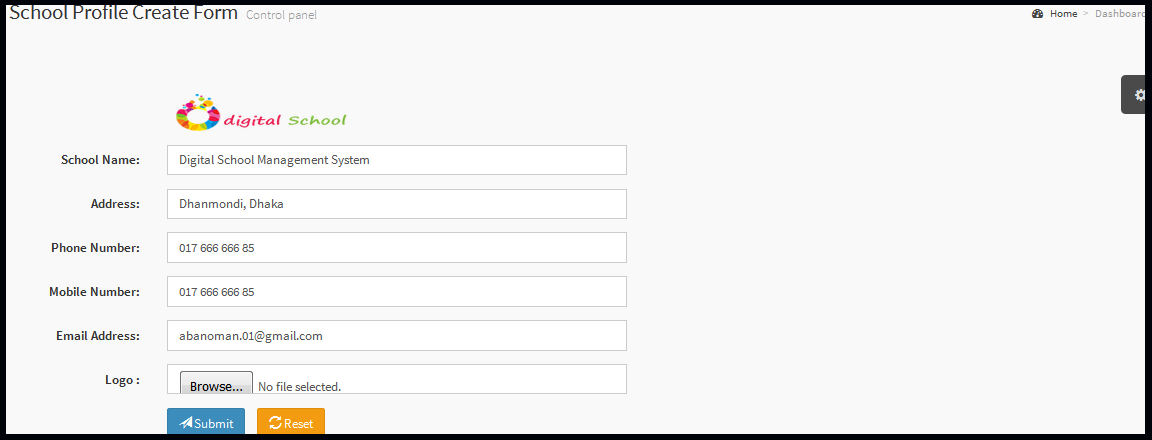 School Profile Create Form Control panel
Home > Dashboard
digital School
School Name: Digital School Management System
Address: Dhanmondi, Dhaka
Phone Number: 017 666 666 85
Mobile Number: 017 666 666 85
Email Address: abanoman.01@gmail.com
Logo : Browse... No file selected.
Submit Reset